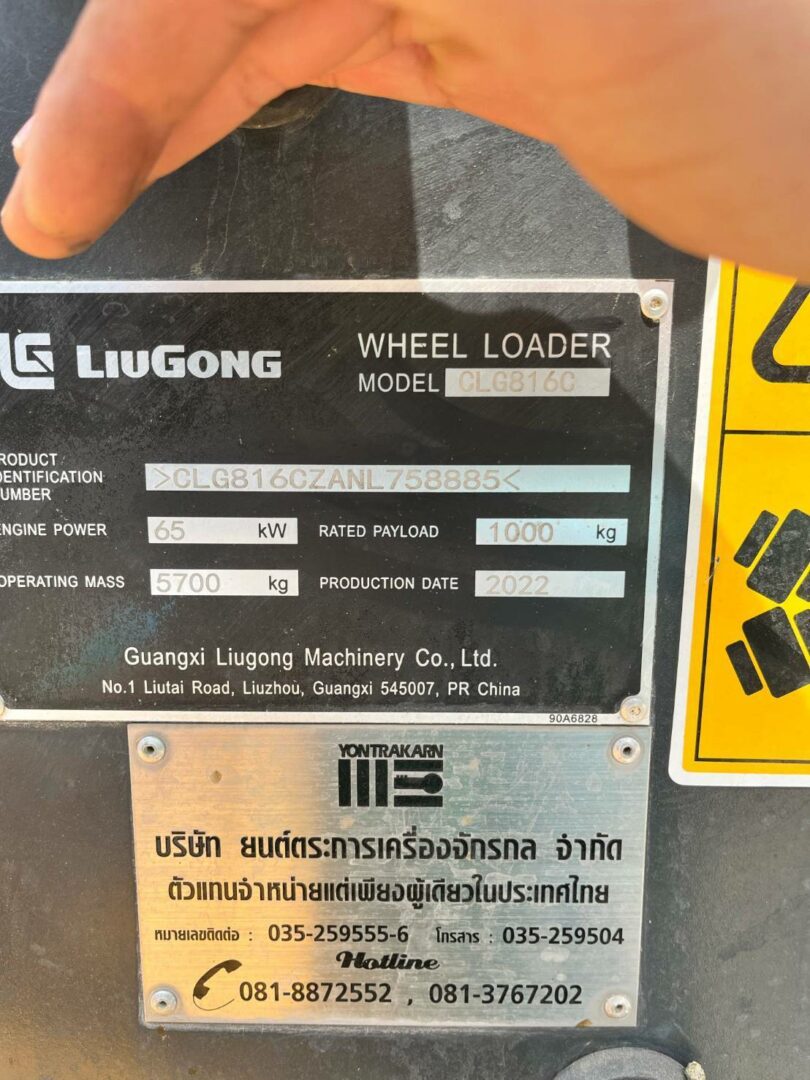 LG LIUGONG
WHEEL LOADER
MODEL CLG816C
RODUCT
DENTIFICATION
UMBER
>CLG816CZANL758885<
ENGINE POWER 65 kW RATED PAYLOAD 1000 kg
OPERATING MASS 5700 kg PRODUCTION DATE 2022
Guangxi Liugong Machinery Co., Ltd.
No.1 Liutai Road, Liuzhou, Guangxi 545007, PR China
90A6828
YONTRAKARN
บริษัท ยนต์ตระการเครื่องจักรกล จำกัด
ตัวแทนจำหน่ายแต่เพียงผู้เดียวในประเทศไทย
หมายเลขติดต่อ : 035-259555-6 โทรสาร : 035-259504
Hotline
081-8872552 , 081-3767202